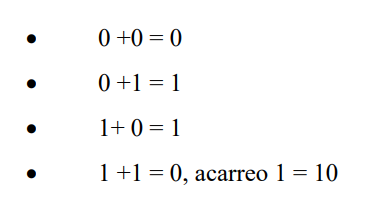 • 0 +0 = 0
• 0 +1 = 1
• 1+ 0 = 1
• 1 +1 = 0, acarreo 1 = 10